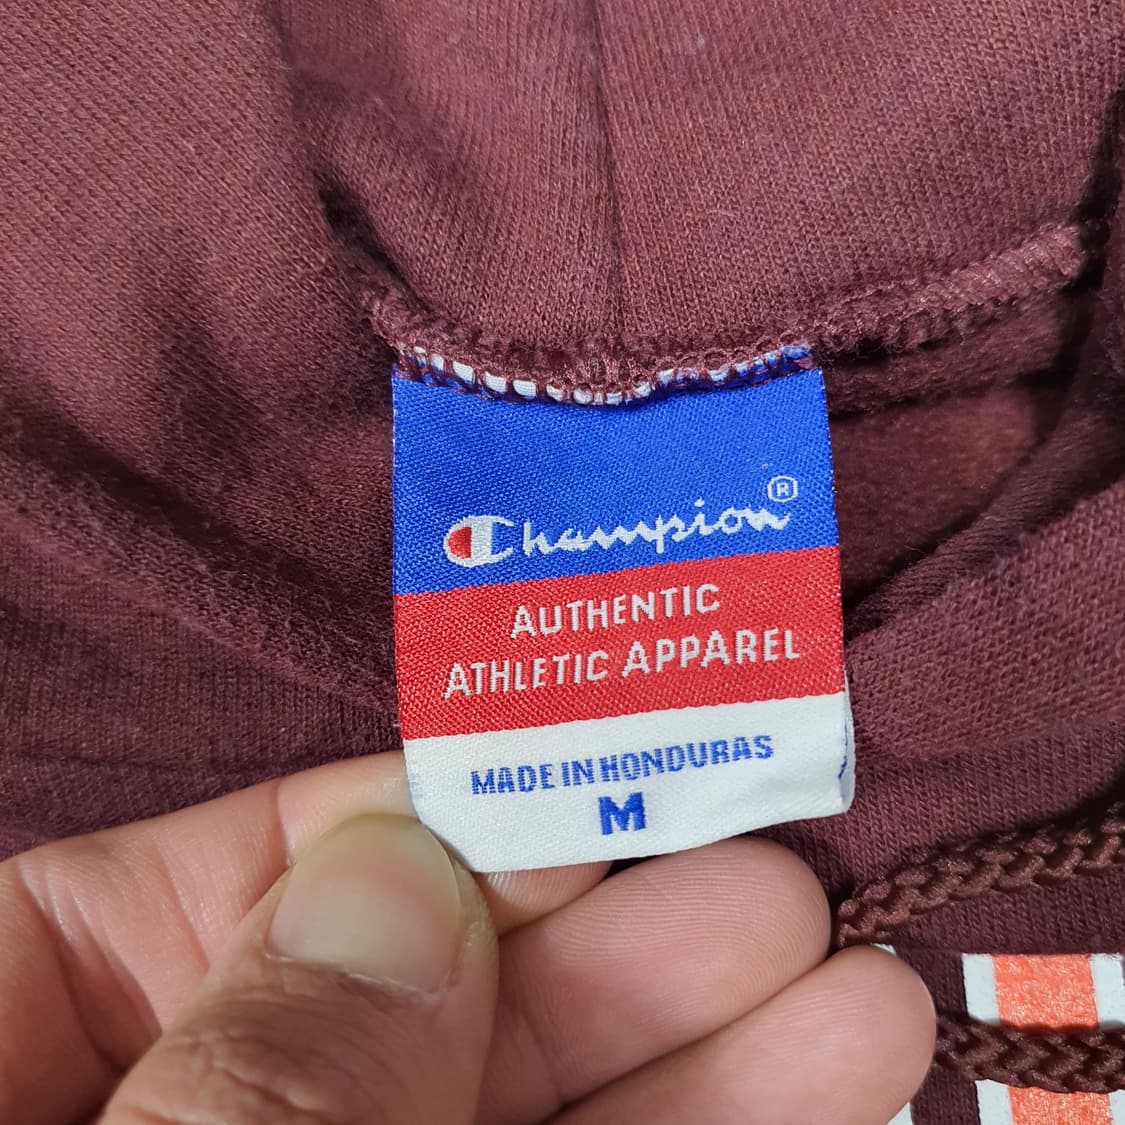 Champion®
AUTHENTIC
ATHLETIC APPAREL
MADE IN HONDURAS
M